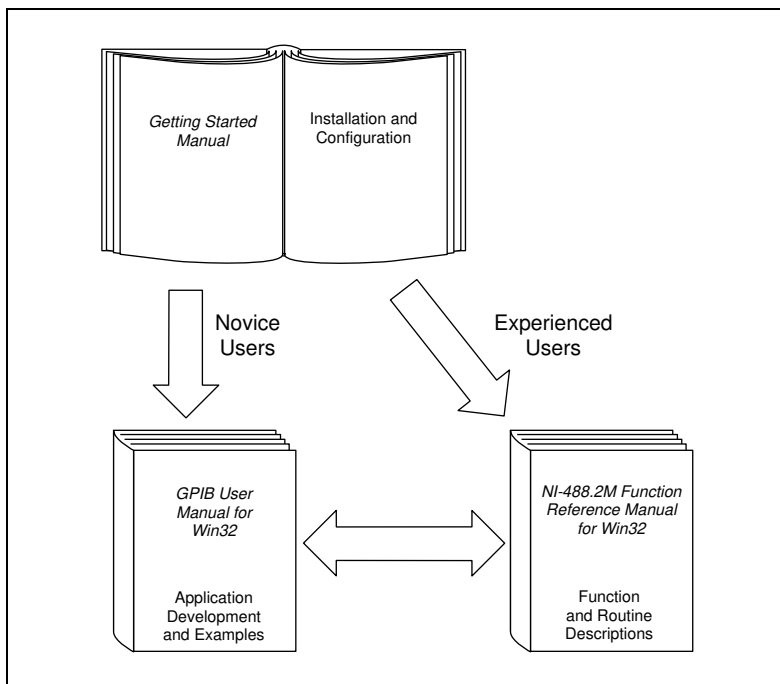 Getting Started
Manual
Installation and
Configuration
Novice
Users
Experienced
Users
GPIB User
Manual for
Win32
Application
Development
and Examples
NI-488.2M Function
Reference Manual
for Win32
Function
and Routine
Descriptions